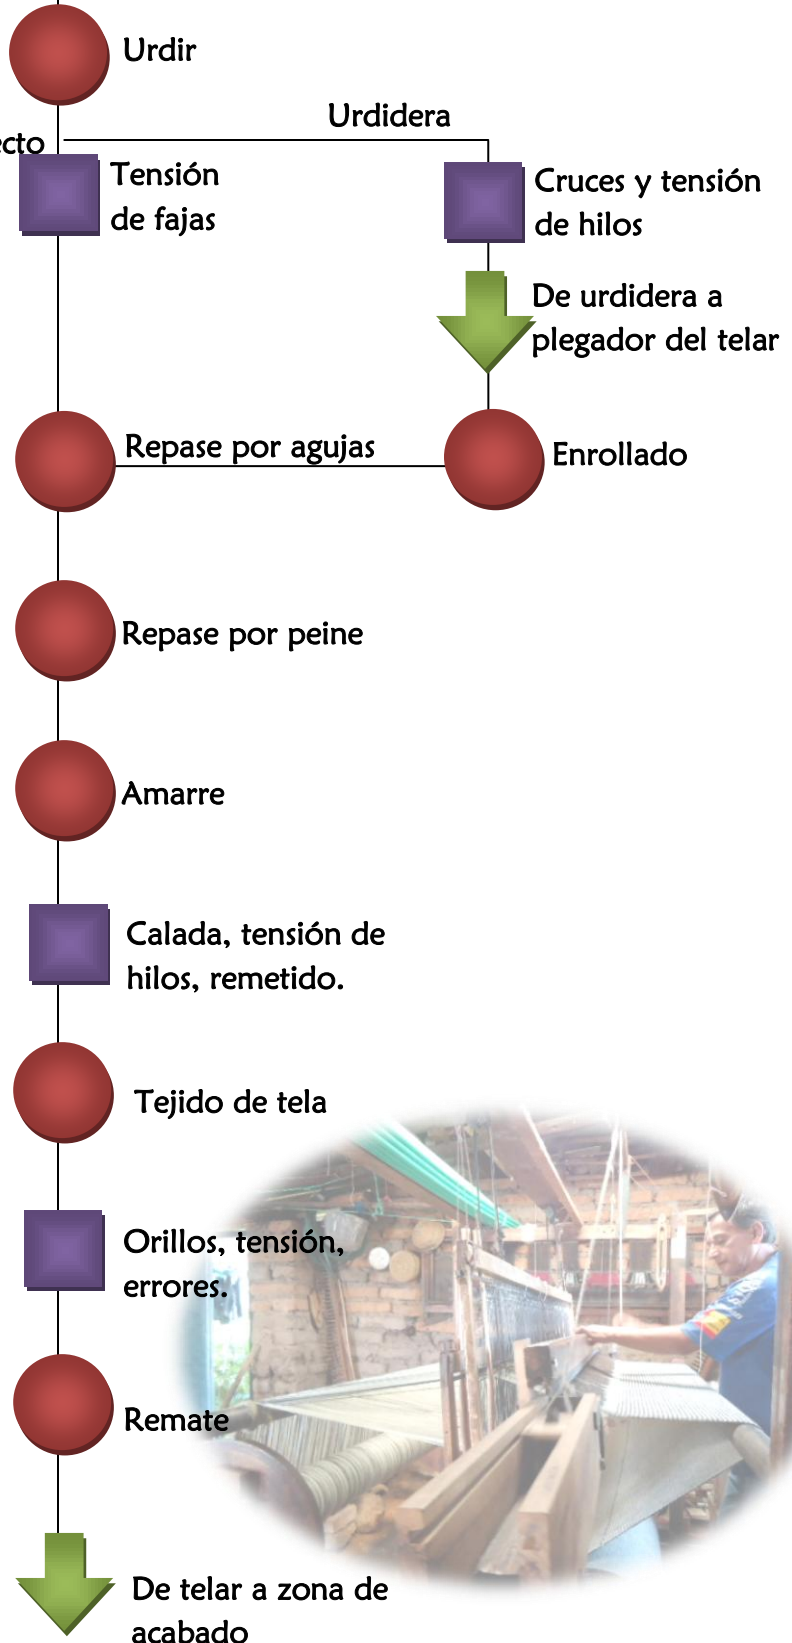 Urdir
Urdidera
ecto
Tensión
de fajas
Cruces y tensión
de hilos
De urdidera a
plegador del telar
Repase por agujas
Enrollado
Repase por peine
Amarre
Calada, tensión de
hilos, remetido.
Tejido de tela
Orillos, tensión,
errores.
Remate
De telar a zona de
acabado